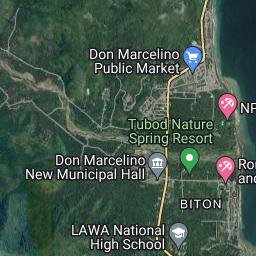 Don Marcelino
Public Market
NP
Tubod Nature
Spring Resort
Don Marcelino
New Municipal Hall
Ron
and
BITON
LAWA National
High School